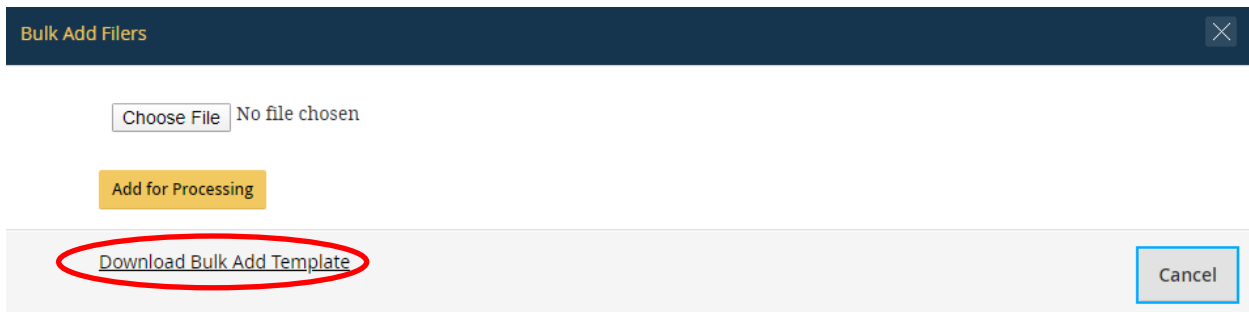 Bulk Add Filers
Choose File No file chosen
Add for Processing
Download Bulk Add Template
Cancel